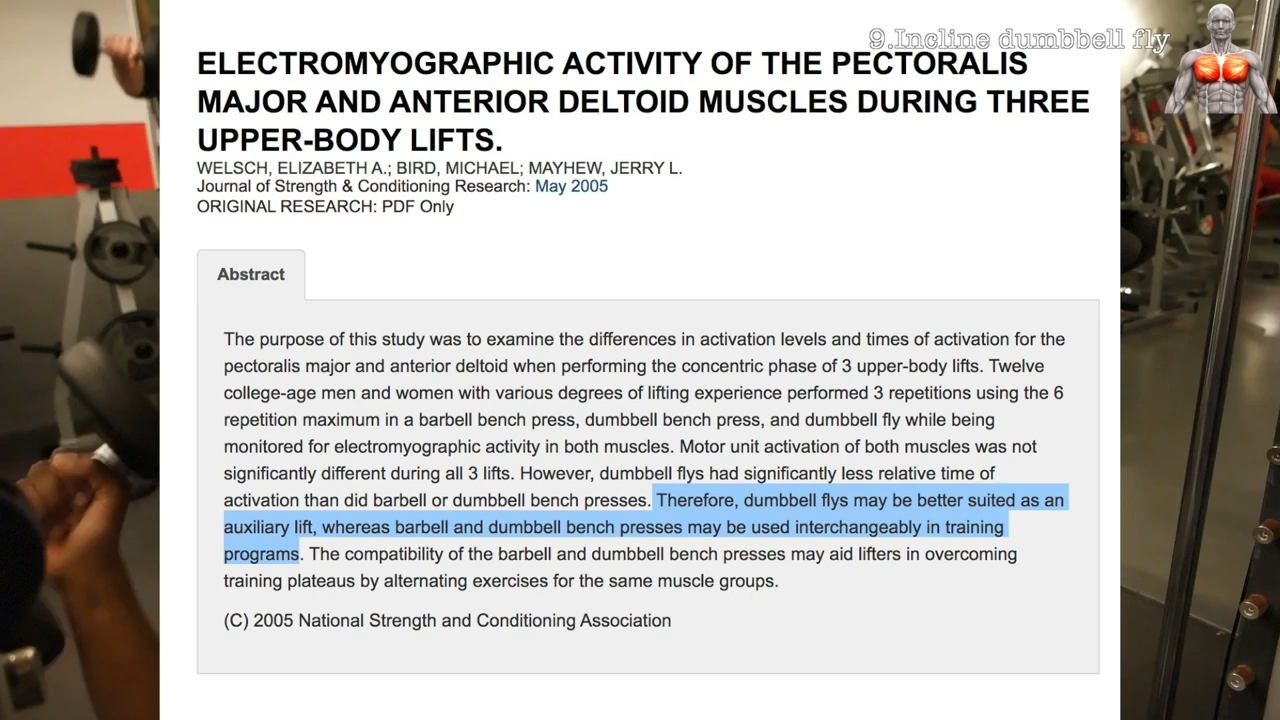 9.Incline dumbbell fly
ELECTROMYOGRAPHIC ACTIVITY OF THE PECTORALIS
MAJOR AND ANTERIOR DELTOID MUSCLES DURING THREE
UPPER-BODY LIFTS.
WELSCH, ELIZABETH A.; BIRD, MICHAEL; MAYHEW, JERRY L.
Journal of Strength & Conditioning Research: May 2005
ORIGINAL RESEARCH: PDF Only
Abstract
The purpose of this study was to examine the differences in activation levels and times of activation for the
pectoralis major and anterior deltoid when performing the concentric phase of 3 upper-body lifts. Twelve
college-age men and women with various degrees of lifting experience performed 3 repetitions using the 6
repetition maximum in a barbell bench press, dumbbell bench press, and dumbbell fly while being
monitored for electromyographic activity in both muscles. Motor unit activation of both muscles was not
significantly different during all 3 lifts. However, dumbbell flys had significantly less relative time of
activation than did barbell or dumbbell bench presses. Therefore, dumbbell flys may be better suited as an
auxiliary lift, whereas barbell and dumbbell bench presses may be used interchangeably in training
programs. The compatibility of the barbell and dumbbell bench presses may aid lifters in overcoming
training plateaus by alternating exercises for the same muscle groups.
(C) 2005 National Strength and Conditioning Association